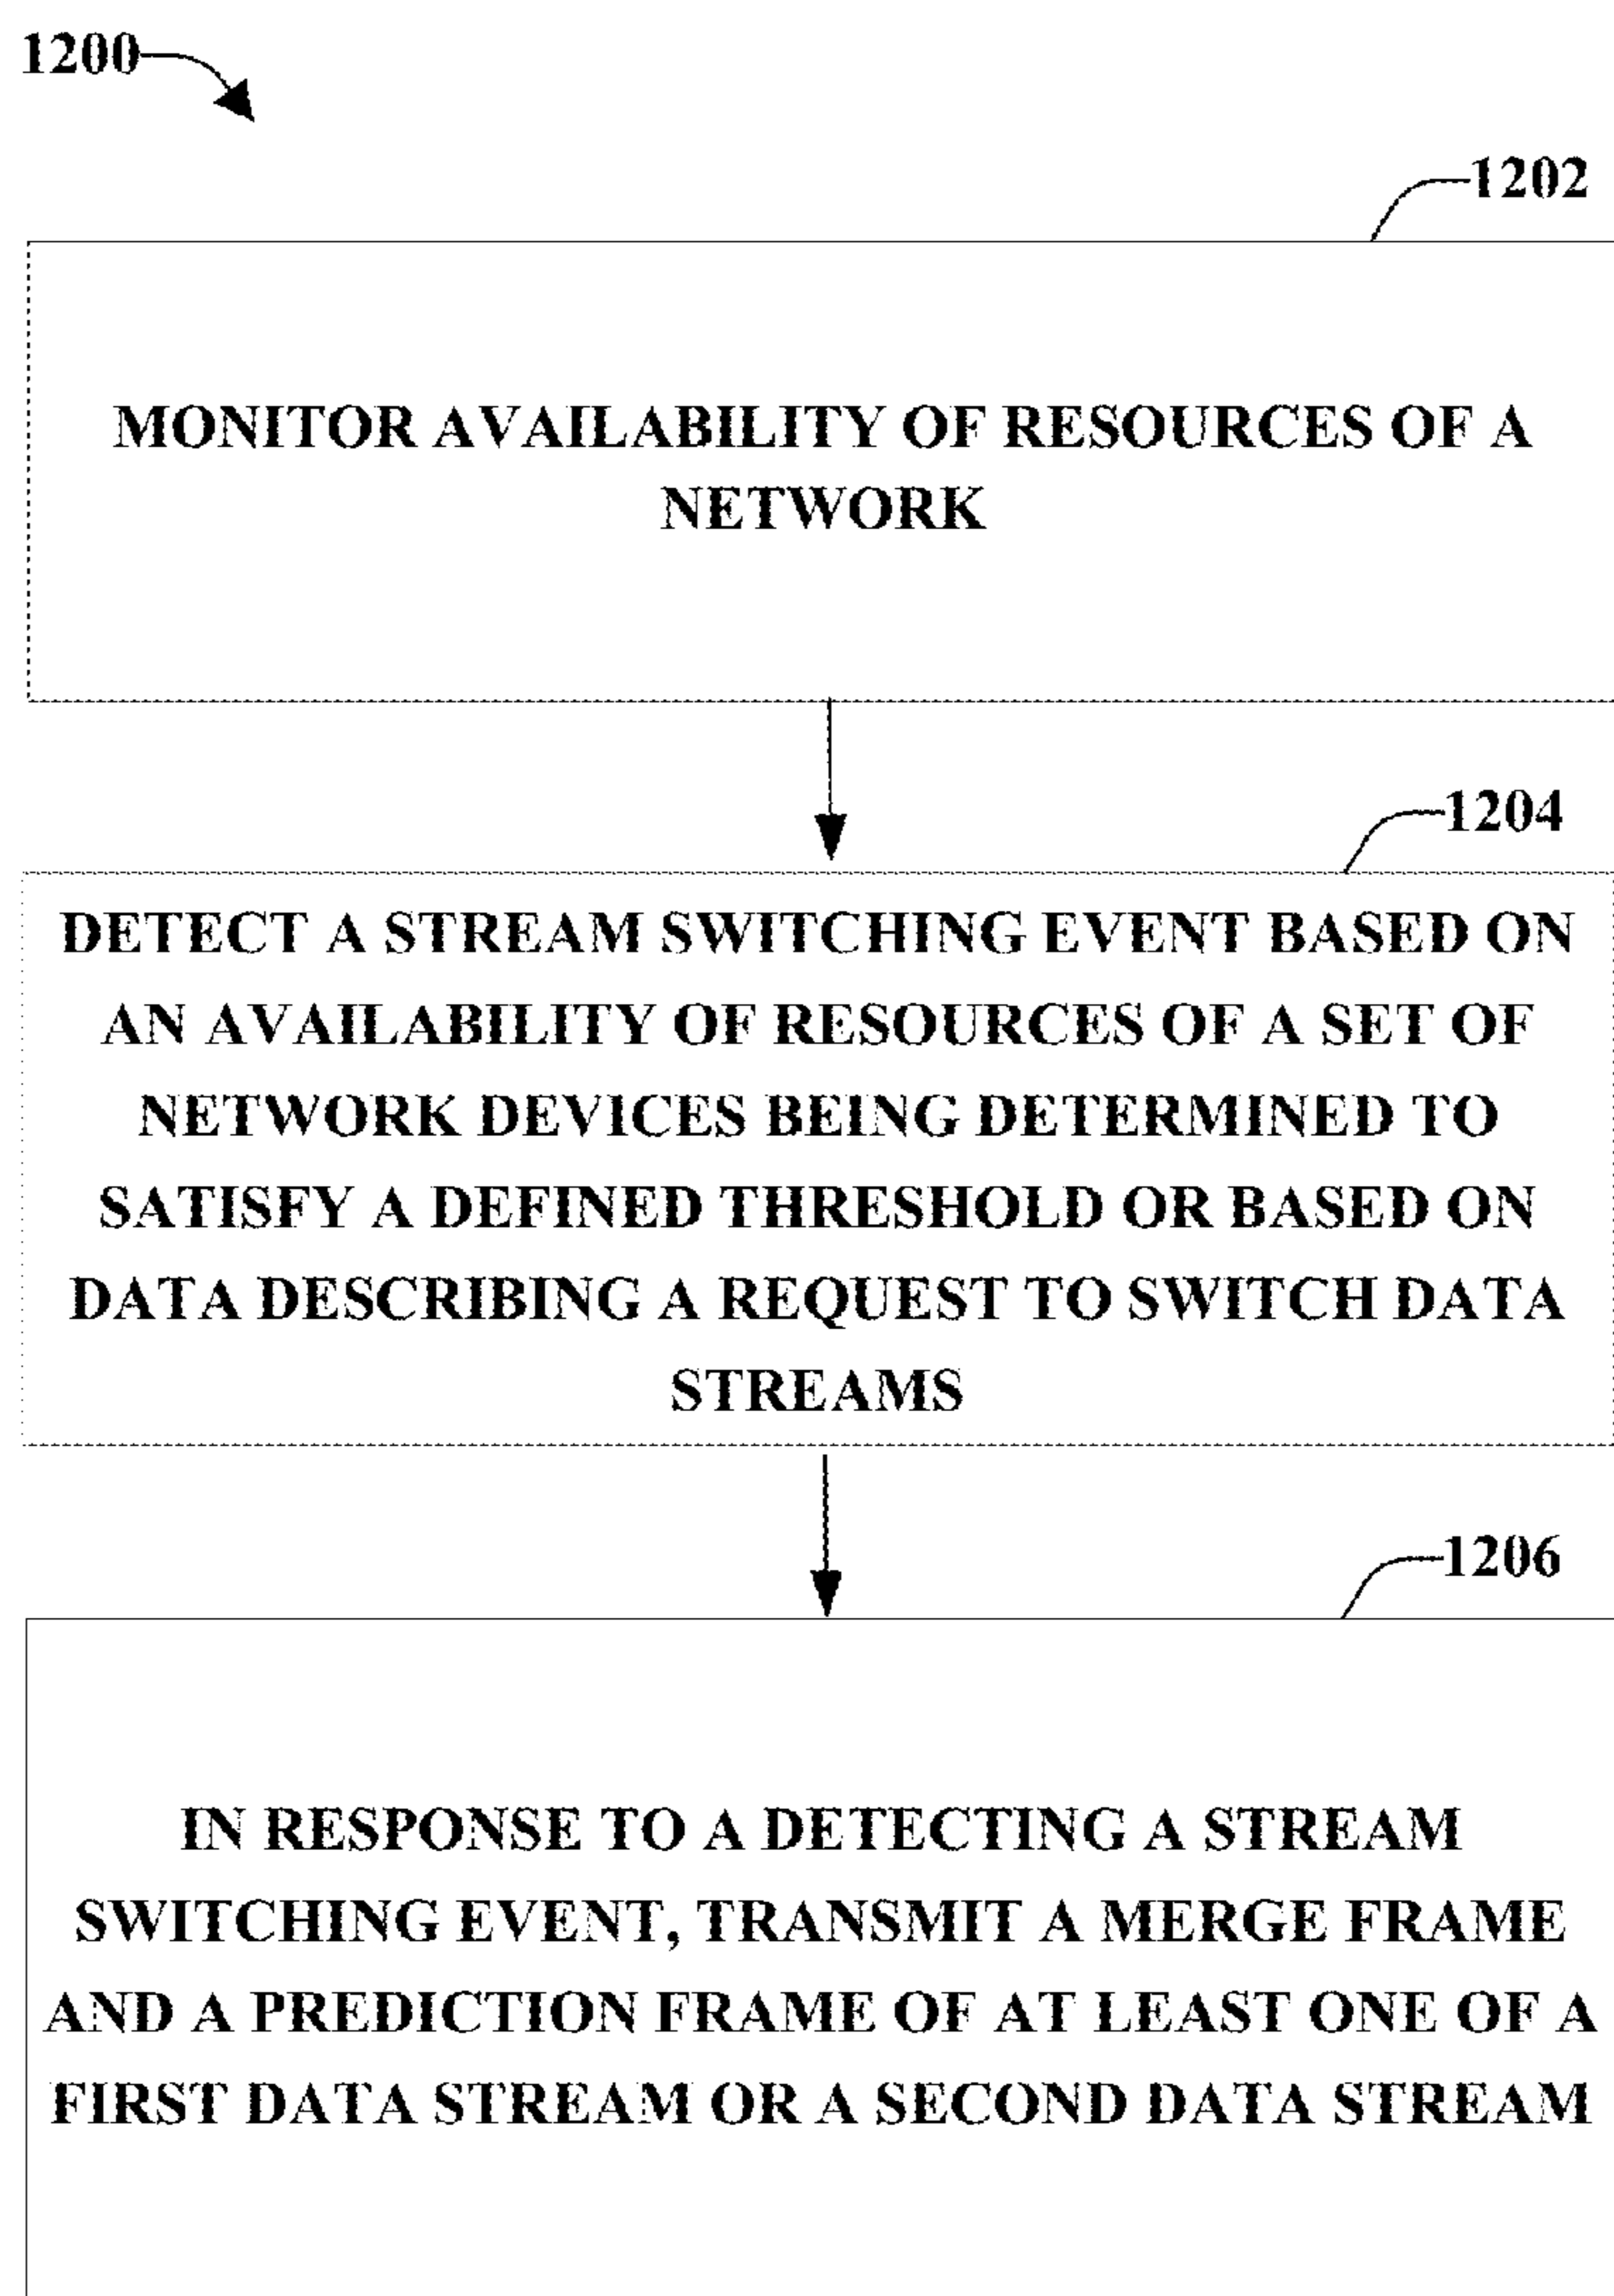 1200
1202
MONITOR AVAILABILITY OF RESOURCES OF A
NETWORK
1204
DETECT A STREAM SWITCHING EVENT BASED ON
AN AVAILABILITY OF RESOURCES OF A SET OF
NETWORK DEVICES BEING DETERMINED TO
SATISFY A DEFINED THRESHOLD OR BASED ON
DATA DESCRIBING A REQUEST TO SWITCH DATA
STREAMS
1206
IN RESPONSE TO A DETECTING A STREAM
SWITCHING EVENT, TRANSMIT A MERGE FRAME
AND A PREDICTION FRAME OF AT LEAST ONE OF A
FIRST DATA STREAM OR A SECOND DATA STREAM